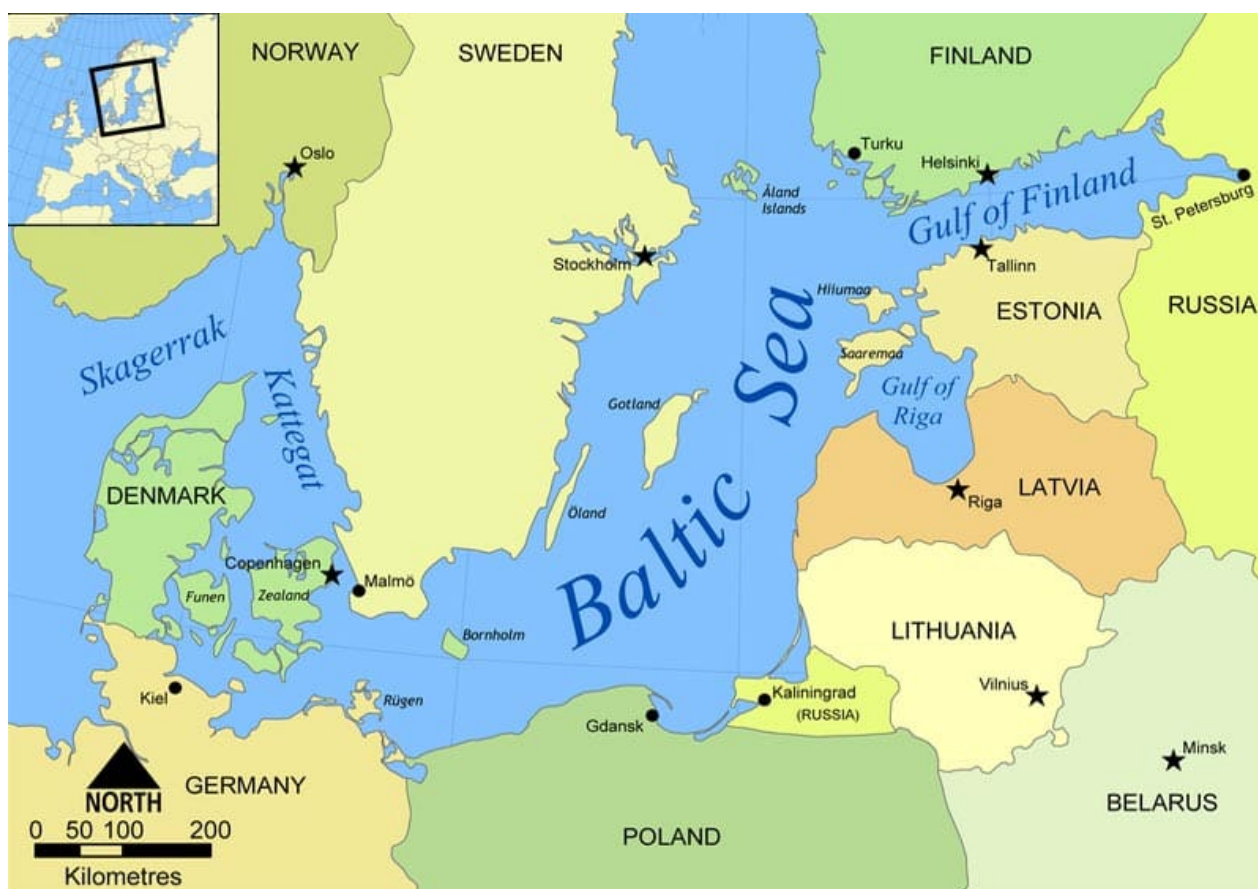 NORWAY
SWEDEN
FINLAND
Oslo
Turku
Helsinki
Åland
Islands
Gulf of Finland
St. Petersburg
Stockholm
Tallinn
Hiiumaa
ESTONIA
RUSSIA
Skagerrak
Saaremaa
Kattegat
Gulf of
Riga
Gotland
Baltic Sea
DENMARK
LATVIA
Riga
Öland
Copenhagen
Malmö
Funen
Zealand
Bornholm
LITHUANIA
Vilnius
Kiel
Rügen
Kaliningrad
(RUSSIA)
Gdansk
Minsk
GERMANY
NORTH
BELARUS
POLAND
0 50 100 200
Kilometres